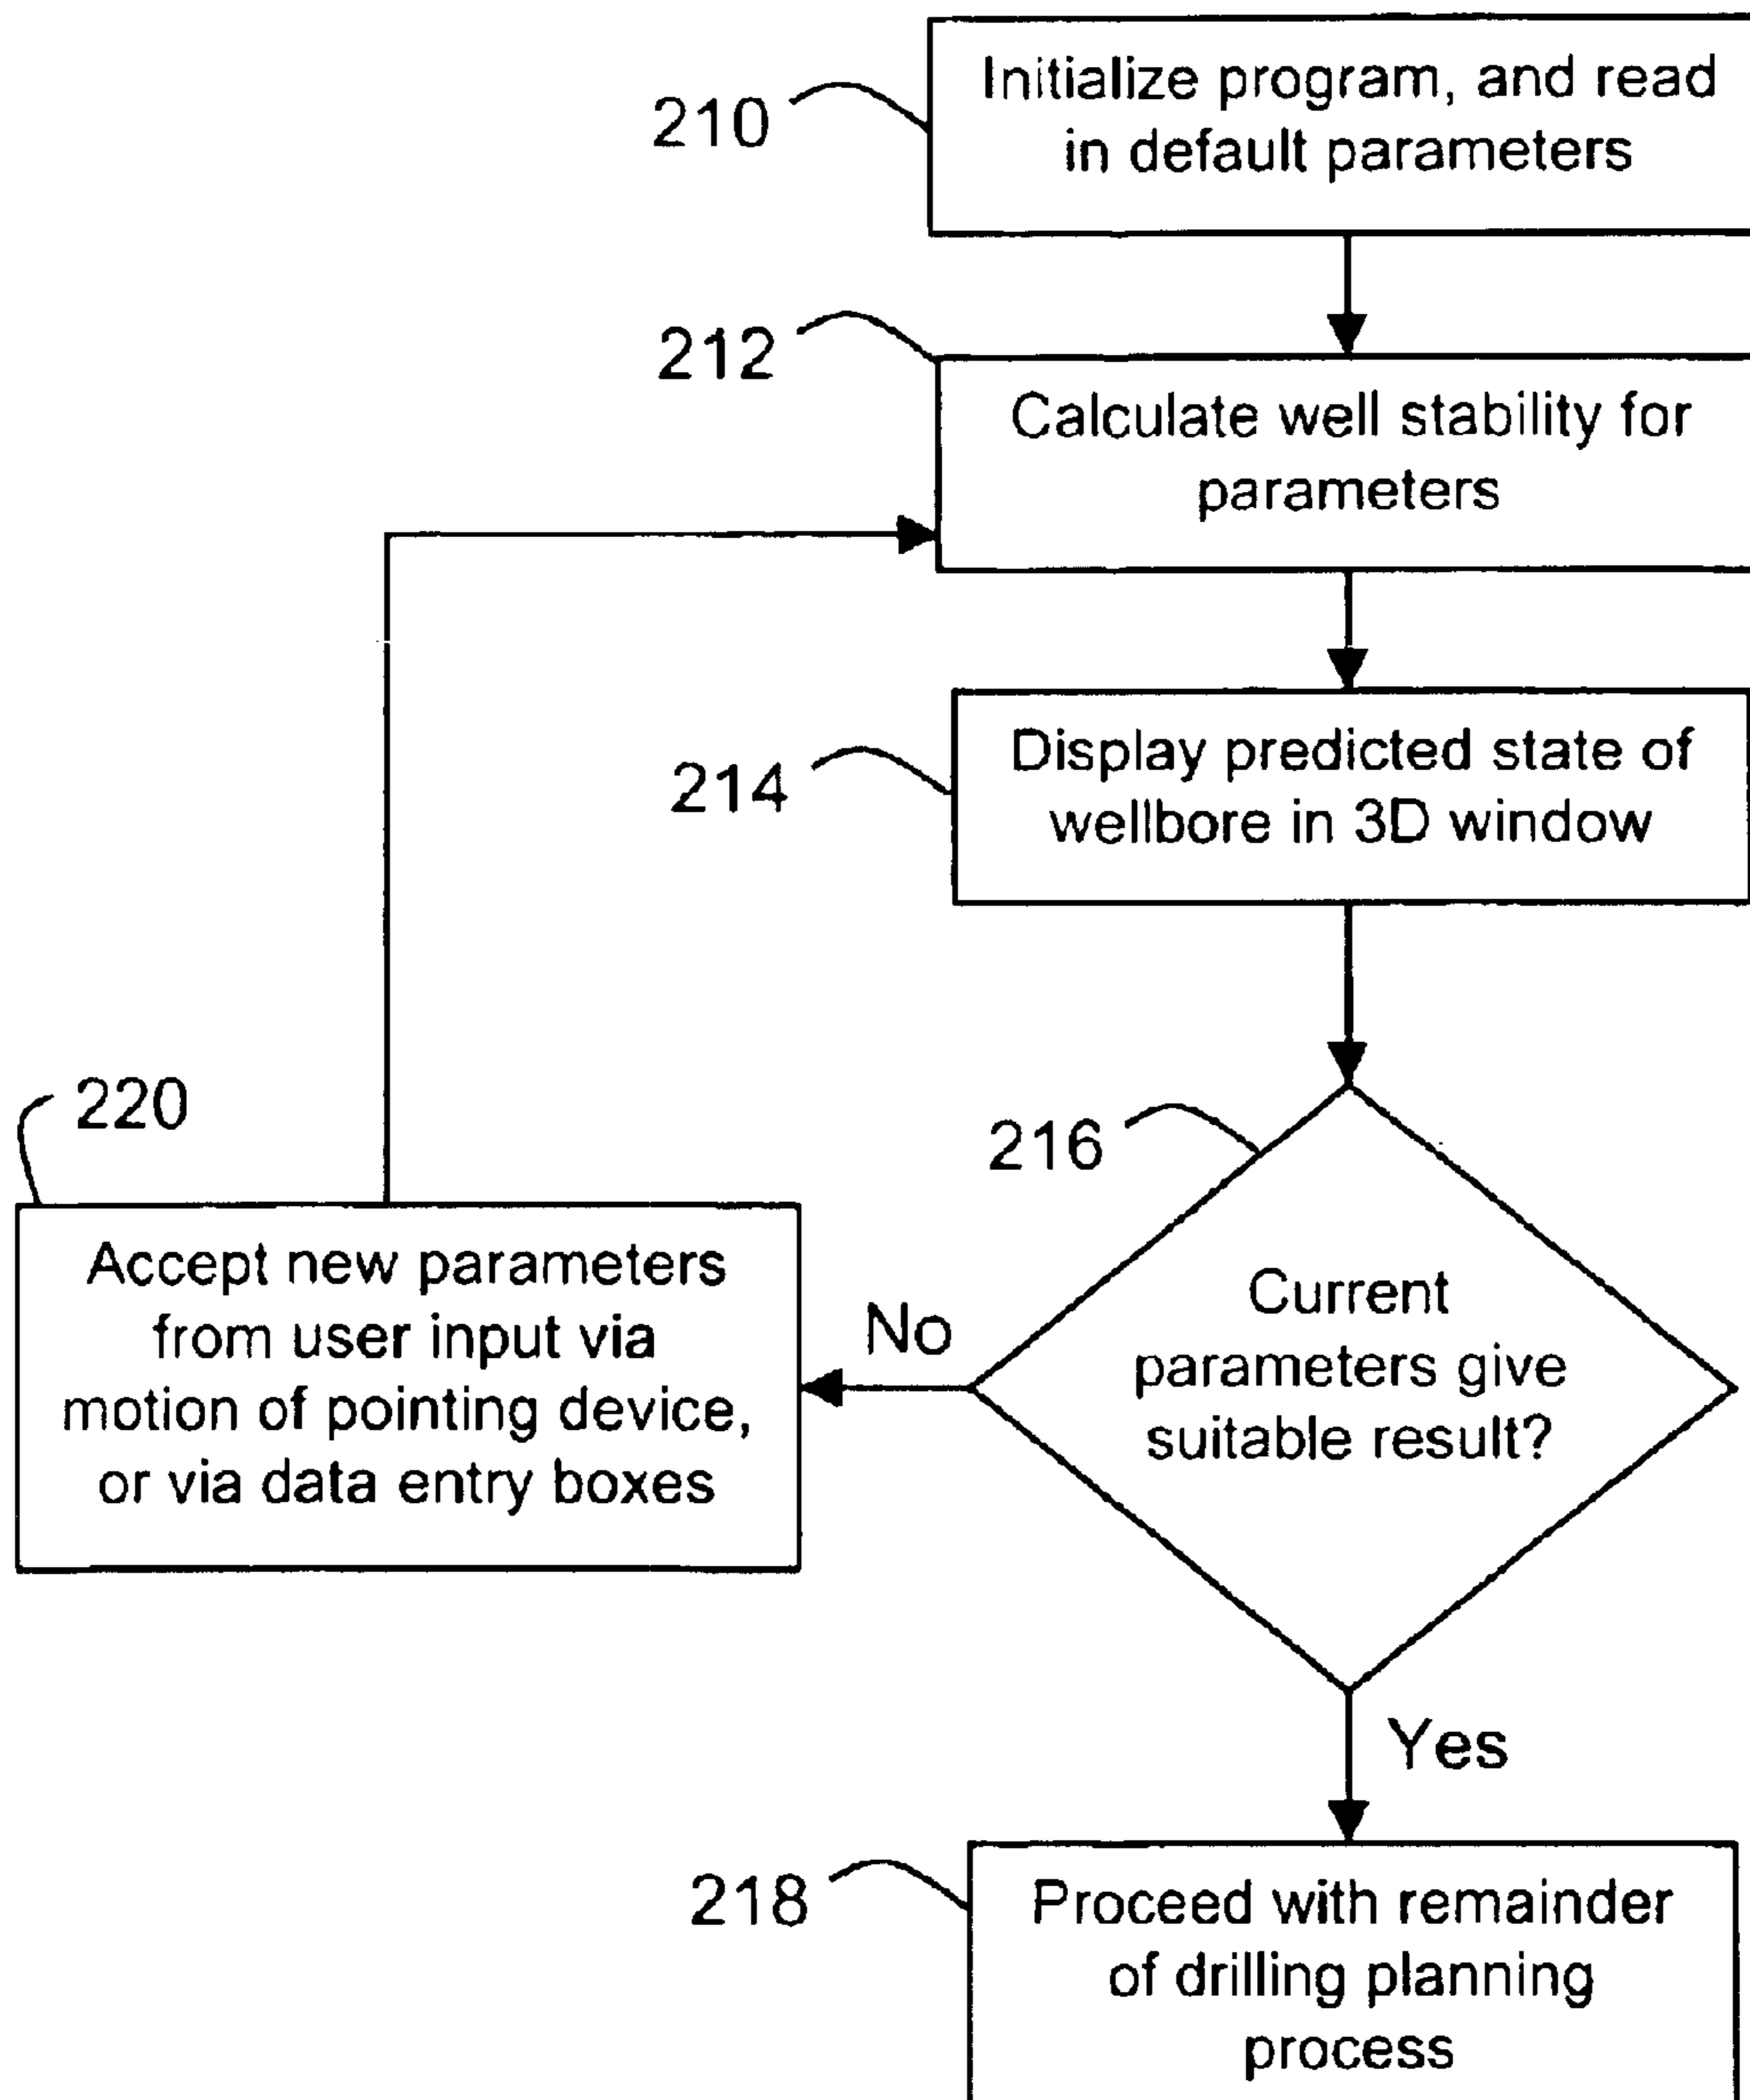 210
Initialize program, and read
in default parameters
212
Calculate well stability for
parameters
214
Display predicted state of
wellbore in 3D window
216
Current
parameters give
suitable result?
No
220
Accept new parameters
from user input via
motion of pointing device,
or via data entry boxes
Yes
218
Proceed with remainder
of drilling planning
process